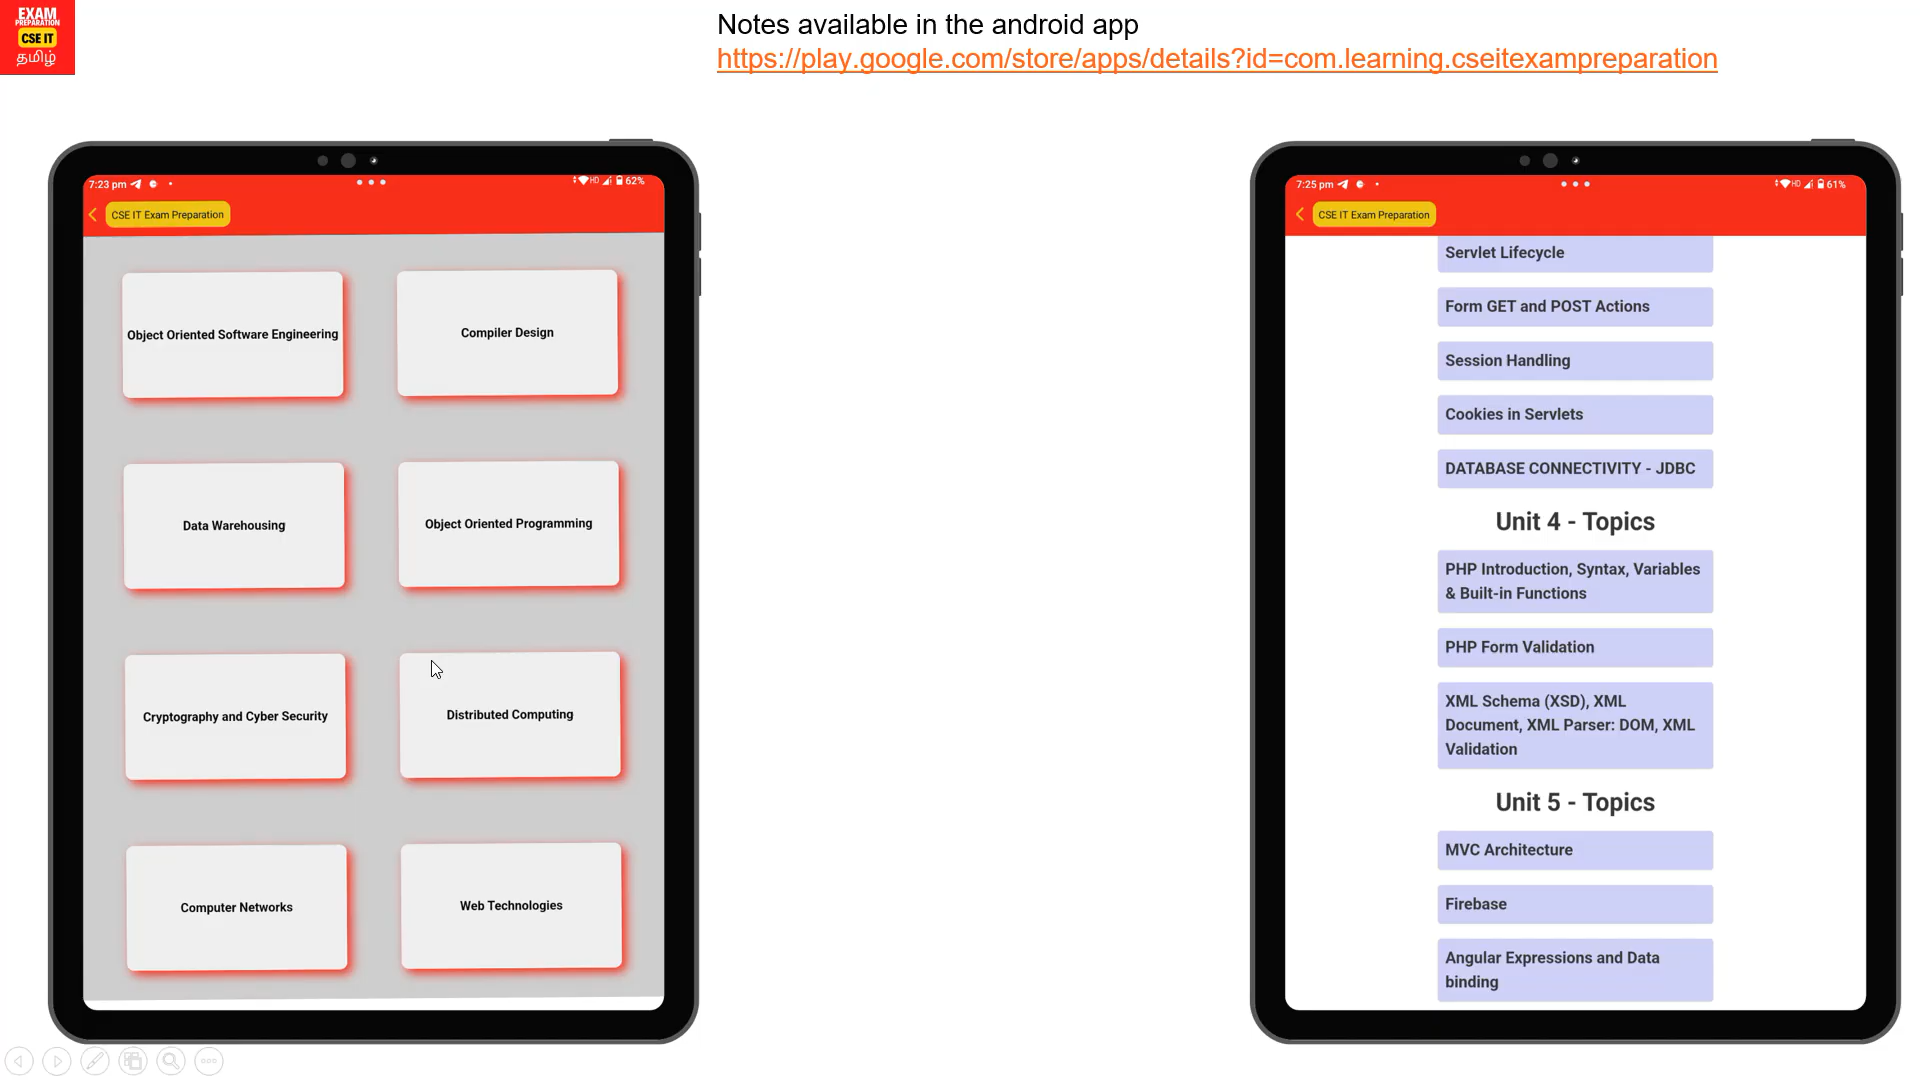 EXAM
PREPARATION
CSE IT
தமிழ்
Notes available in the android app
https://play.google.com/store/apps/details?id=com.learning.cseitexampreparation
7:23 pm
HD
62%
CSE IT Exam Preparation
Object Oriented Software Engineering
Compiler Design
Data Warehousing
Object Oriented Programming
Cryptography and Cyber Security
Distributed Computing
Computer Networks
Web Technologies
7:25 pm
HD
61%
CSE IT Exam Preparation
Servlet Lifecycle
Form GET and POST Actions
Session Handling
Cookies in Servlets
DATABASE CONNECTIVITY - JDBC
Unit 4 - Topics
PHP Introduction, Syntax, Variables
& Built-in Functions
PHP Form Validation
XML Schema (XSD), XML
Document, XML Parser: DOM, XML
Validation
Unit 5 - Topics
MVC Architecture
Firebase
Angular Expressions and Data
binding